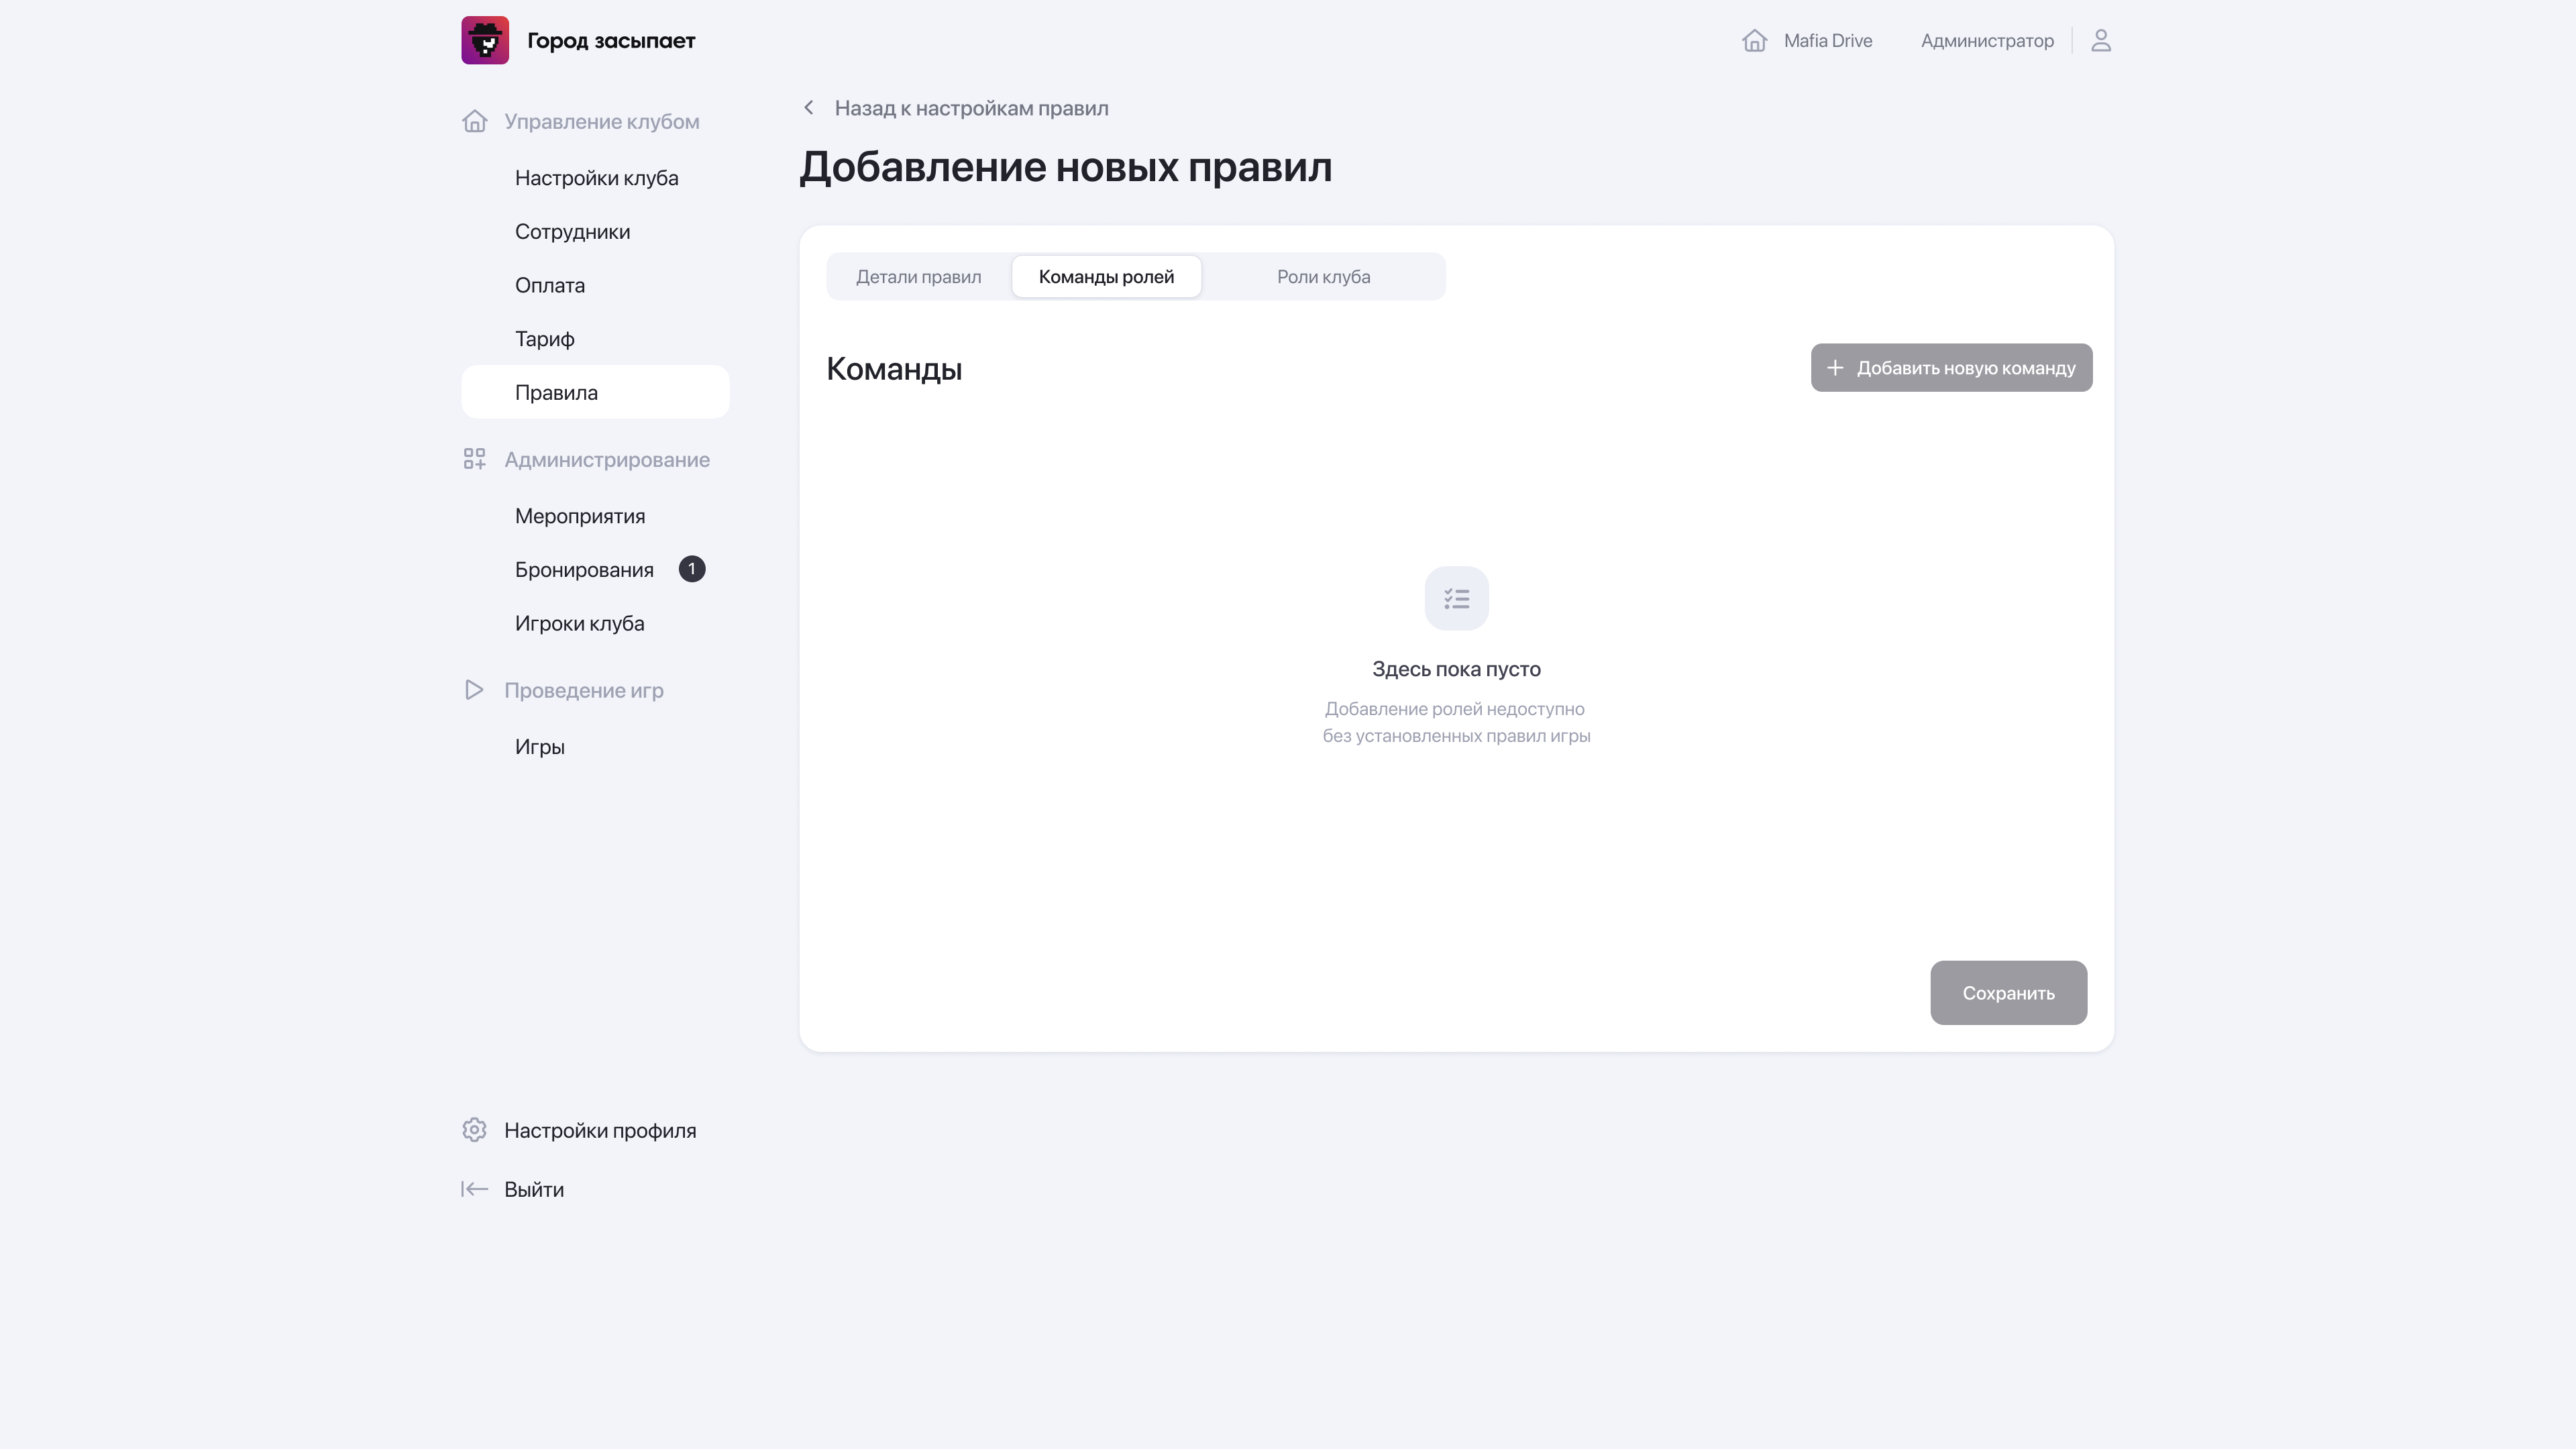 Город засыпает
Mafia Drive
Администратор
Управление клубом
Настройки клуба
Сотрудники
Оплата
Тариф
Правила
Администрирование
Мероприятия
Бронирования 1
Игроки клуба
Проведение игр
Игры
Настройки профиля
Выйти
Назад к настройкам правил
Добавление новых правил
Детали правил
Команды ролей
Роли клуба
Команды
Добавить новую команду
Здесь пока пусто
Добавление ролей недоступно
без установленных правил игры
Сохранить